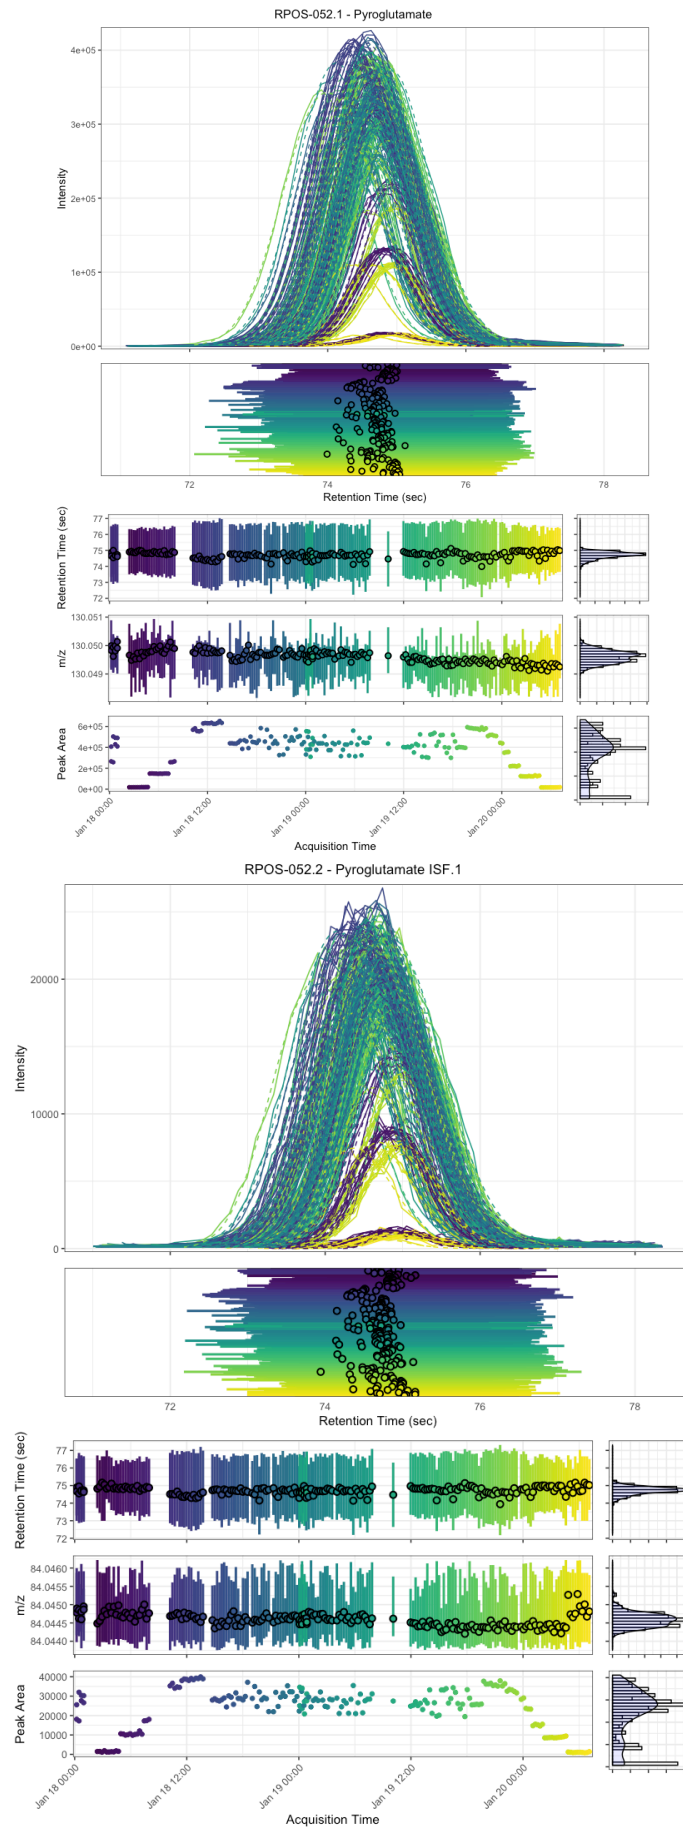 RPOS-052.1 - Pyroglutamate
4e+05
3e+05
2e+05
1e+05
0e+00
Intensity
72
74
76
78
Retention Time (sec)
77
76
75
74
73
72
Retention Time (sec)
130.051
130.050
130.049
m/z
6e+05
4e+05
2e+05
0e+00
Peak Area
Jan 18 00:00
Jan 18 12:00
Jan 19 00:00
Jan 19 12:00
Jan 20 00:00
Acquisition Time
RPOS-052.2 - Pyroglutamate ISF.1
20000
10000
0
Intensity
72
74
76
78
Retention Time (sec)
77
76
75
74
73
72
Retention Time (sec)
84.0460
84.0455
84.0450
84.0445
84.0440
m/z
40000
30000
20000
10000
0
Peak Area
Jan 18 00:00
Jan 18 12:00
Jan 19 00:00
Jan 19 12:00
Jan 20 00:00
Acquisition Time